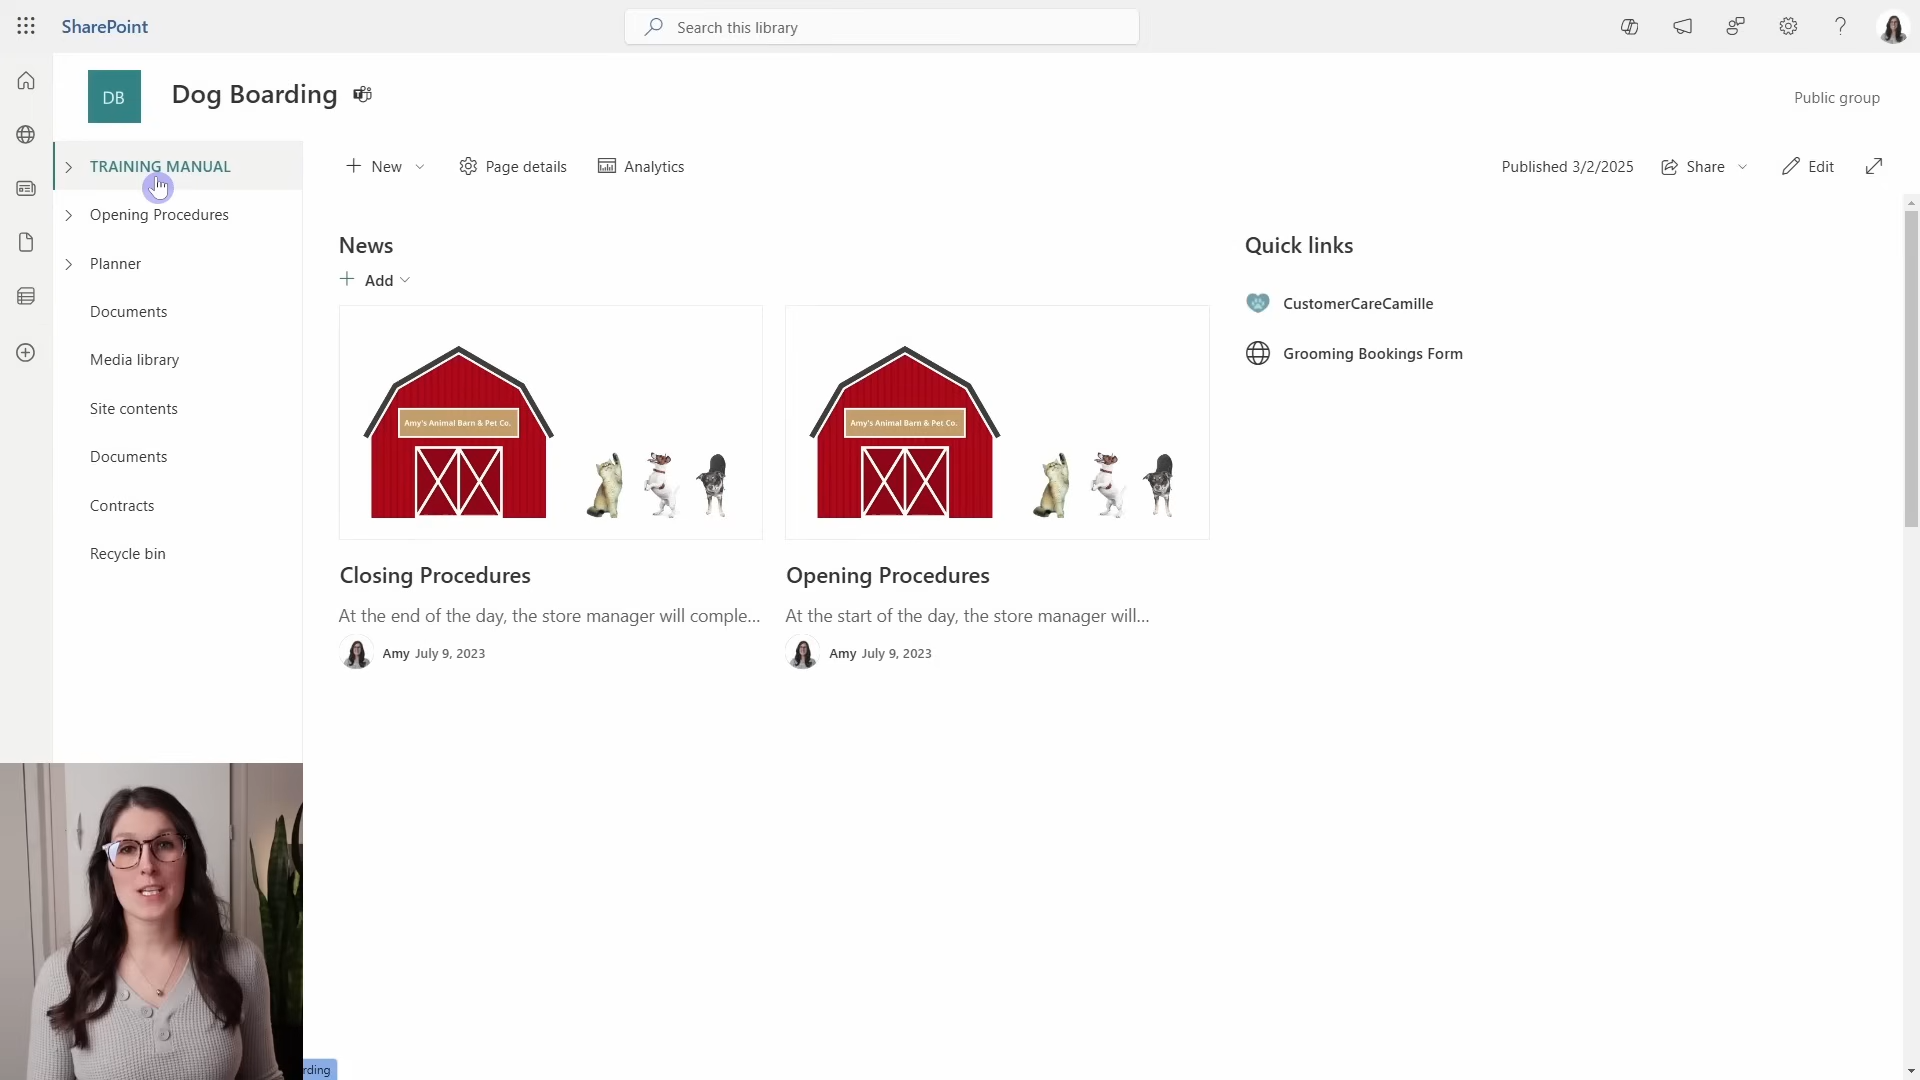 SharePoint
Search this library
DB
Dog Boarding
Public group
TRAINING MANUAL
Opening Procedures
Planner
Documents
Media library
Site contents
Documents
Contracts
Recycle bin
New
Page details
Analytics
Published 3/2/2025
Share
Edit
News
Add
Amy's Animal Barn & Pet Co.
Closing Procedures
At the end of the day, the store manager will comple...
Amy July 9, 2023
Amy's Animal Barn & Pet Co.
Opening Procedures
At the start of the day, the store manager will...
Amy July 9, 2023
Quick links
CustomerCareCamille
Grooming Bookings Form
rding